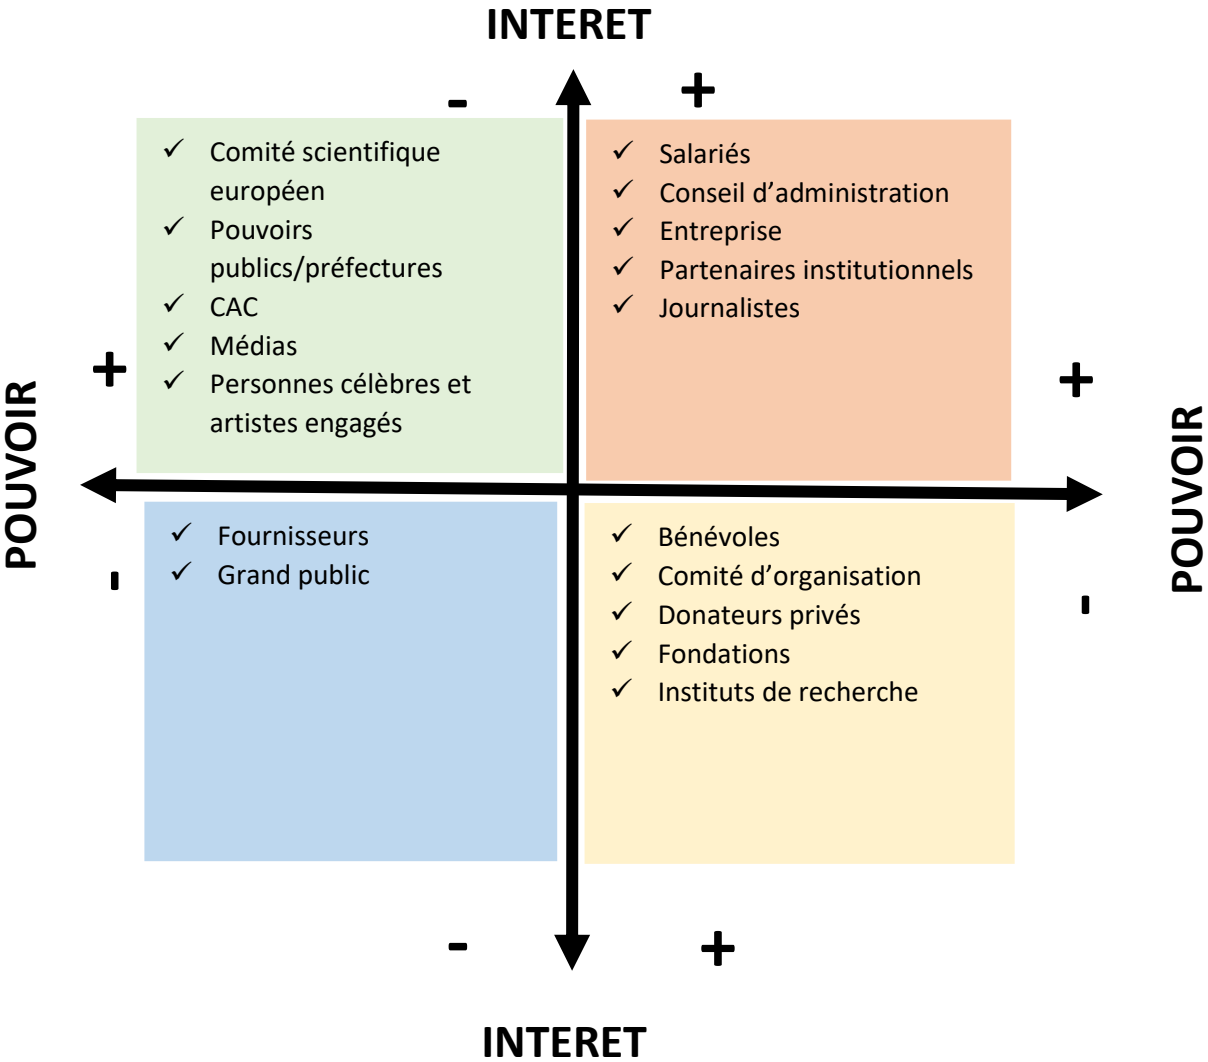 INTERET
-
+
Comité scientifique
européen
Pouvoirs
publics/préfectures
CAC
Médias
Personnes célèbres et
artistes engagés
Salariés
Conseil d’administration
Entreprise
Partenaires institutionnels
Journalistes
+
+
POUVOIR
POUVOIR
-
-
Fournisseurs
Grand public
Bénévoles
Comité d’organisation
Donateurs privés
Fondations
Instituts de recherche
-
+
INTERET